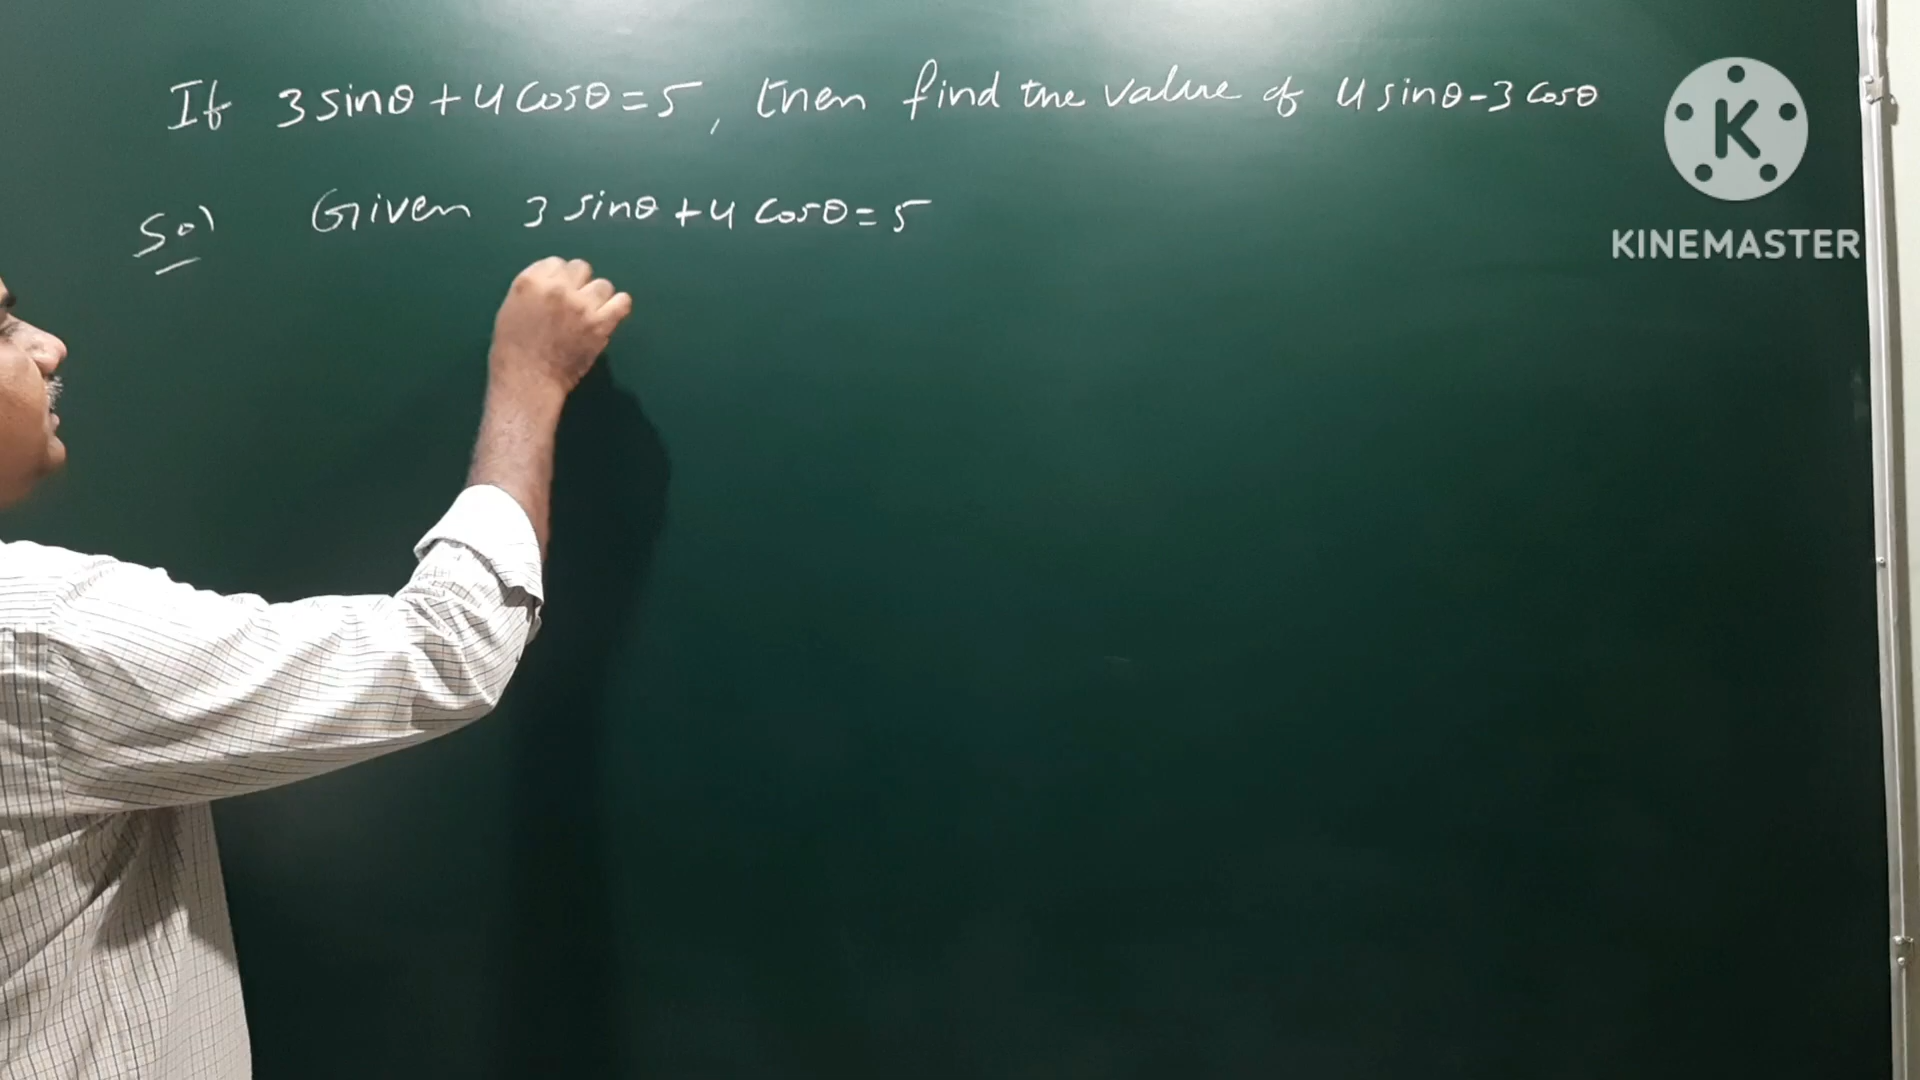 If 3 sinθ + 4 cosθ = 5, then find the value of 4 sinθ - 3 cosθ
Sol Given 3 sinθ + 4 cosθ = 5
K
KINEMASTER